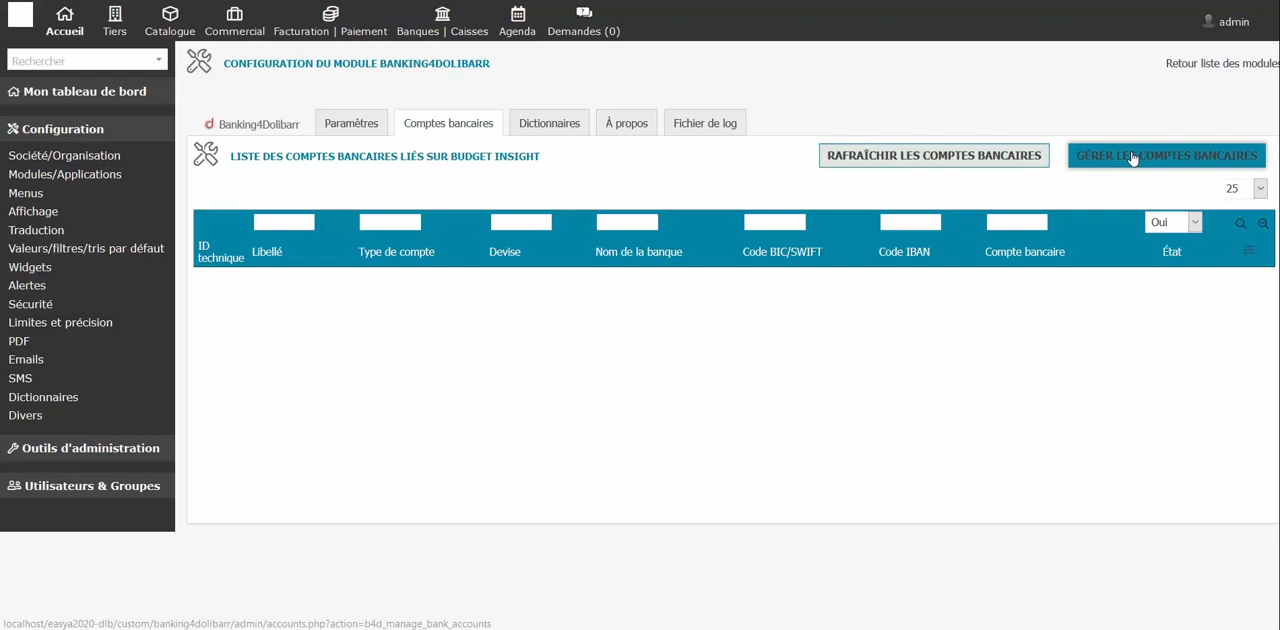 Accueil Tiers Catalogue Commercial Facturation | Paiement Banques | Caisses Agenda Demandes (0) admin
Rechercher
CONFIGURATION DU MODULE BANKING4DOLIBARR
Retour liste des modules
Mon tableau de bord
Configuration
Société/Organisation
Modules/Applications
Menus
Affichage
Traduction
Valeurs/filtres/tris par défaut
Widgets
Alertes
Sécurité
Limites et précision
PDF
Emails
SMS
Dictionnaires
Divers
Outils d'administration
Utilisateurs & Groupes
Banking4Dolibarr Paramètres Comptes bancaires Dictionnaires À propos Fichier de log
LISTE DES COMPTES BANCAIRES LIÉS SUR BUDGET INSIGHT
RAFRAÎCHIR LES COMPTES BANCAIRES
GÉRER LES COMPTES BANCAIRES
25
Oui
ID technique Libellé Type de compte Devise Nom de la banque Code BIC/SWIFT Code IBAN Compte bancaire État
localhost/easya2020-dlb/custom/banking4dolibarr/admin/accounts.php?action=b4d_manage_bank_accounts